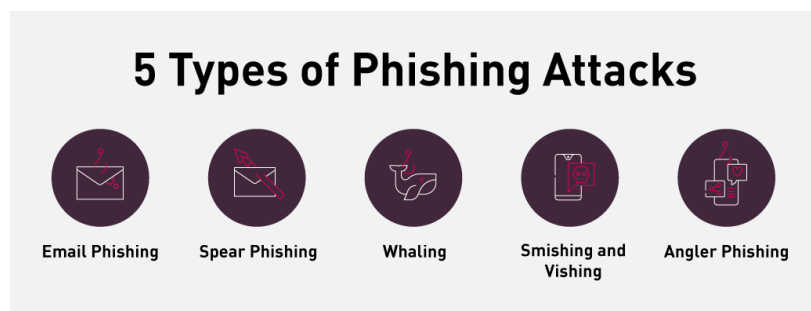 5 Types of Phishing Attacks
Email Phishing
Spear Phishing
Whaling
Smishing and
Vishing
Angler Phishing